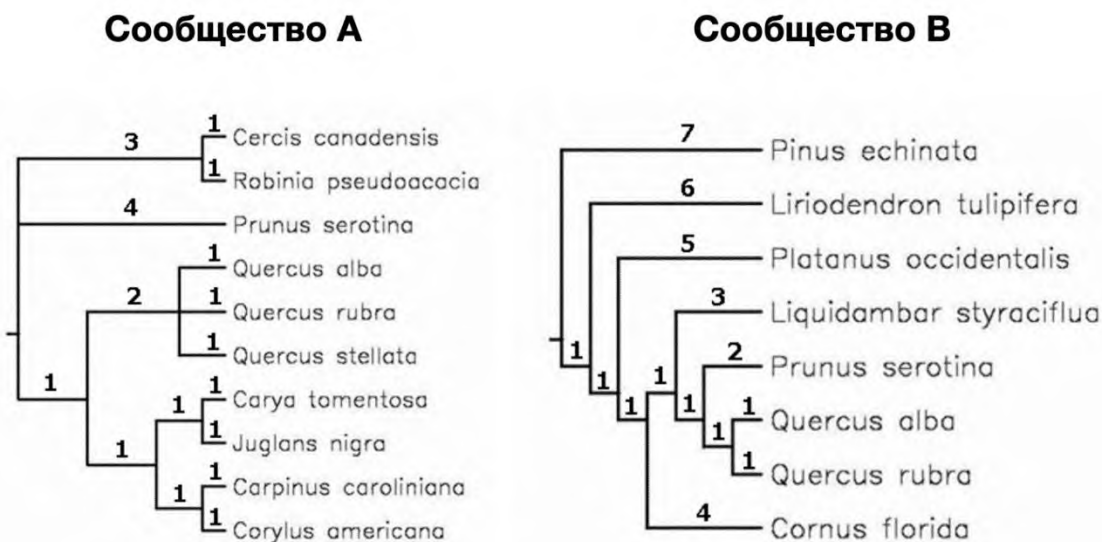 Сообщество А
3
1
Cercis canadensis
1
Robinia pseudoacacia
4
Prunus serotina
1
Quercus alba
2
1
Quercus rubra
1
Quercus stellata
1
1
1
Carya tomentosa
1
Juglans nigra
1
1
1
Carpinus caroliniana
1
Corylus americana
Сообщество В
7
Pinus echinata
6
Liriodendron tulipifera
5
Platanus occidentalis
3
Liquidambar styraciflua
1
1
1
1
2
Prunus serotina
1
1
1
Quercus alba
1
Quercus rubra
4
Cornus florida